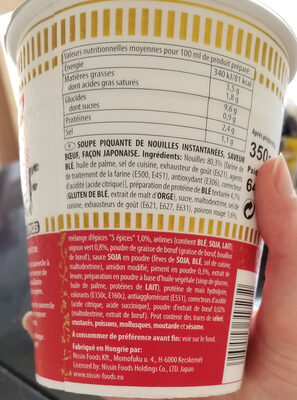 Valeurs nutritionnelles moyennes pour 100 ml de produit préparé:
Energie 340 kJ/81 kcal
Matières grasses 3,5 g
dont acides gras saturés 1,8 g
Glucides 9,6 g
dont sucres 0,9 g
Protéines 2,4 g
Sel 1,1 g
Après prépa
350
Poid
64
SOUPE PIQUANTE DE NOUILLES INSTANTANÉES, SAVEUR
BŒUF, FAÇON JAPONAISE. Ingrédients: Nouilles 80,3% (farine de
BLÉ, huile de palme, sel de cuisine, exhausteur de goût (E621), agents
de traitement de la farine (E500, E451), antioxydant (E306), correcteur
d'acidité (acide citrique)], préparation de protéine de BLÉ texturée 4,7%
(GLUTEN DE BLÉ, extrait de malt d'ORGE), sucre, maltodextrine, sel
de cuisine, exhausteurs de goût (E621, E627, E631), poireau rouge 1,6%,
mélange d'épices "5 épices" 1,0%, arômes (contient BLÉ, SOJA, LAIT),
oignon vert 0,8%, poudre de graisse de bœuf (bœuf, bouillon
de bœuf), sauce SOJA en poudre (fèves de SOJA, BLÉ, sel de cuisine,
maltodextrine), amidon modifié, piment en poudre 0,3%, extrait de
levure, préparation en poudre à base d'huile végétale (sirop de glucose,
huile de palme, protéines de LAIT), protéine de maïs hydrolysée,
colorants (E150c, E160c), antiagglomérant (E551), correcteurs d'acidité
(acide citrique, acide succinique), poudre d'extrait de bœuf 0,02%
(maltodextrine, extrait de bœuf). Peut contenir des traces de céleri,
crustacés, poissons, mollusques, moutarde et sésame.
A consommer de préférence avant fin: voir sur le fond.
Fabriqué en Hongrie par:
Nissin Foods Kft., Momofuku u. 4., H-6000 Kecskemét
Licensed by: Nissin Foods Holdings Co., LTD. Japan
www.nissin-foods.eu